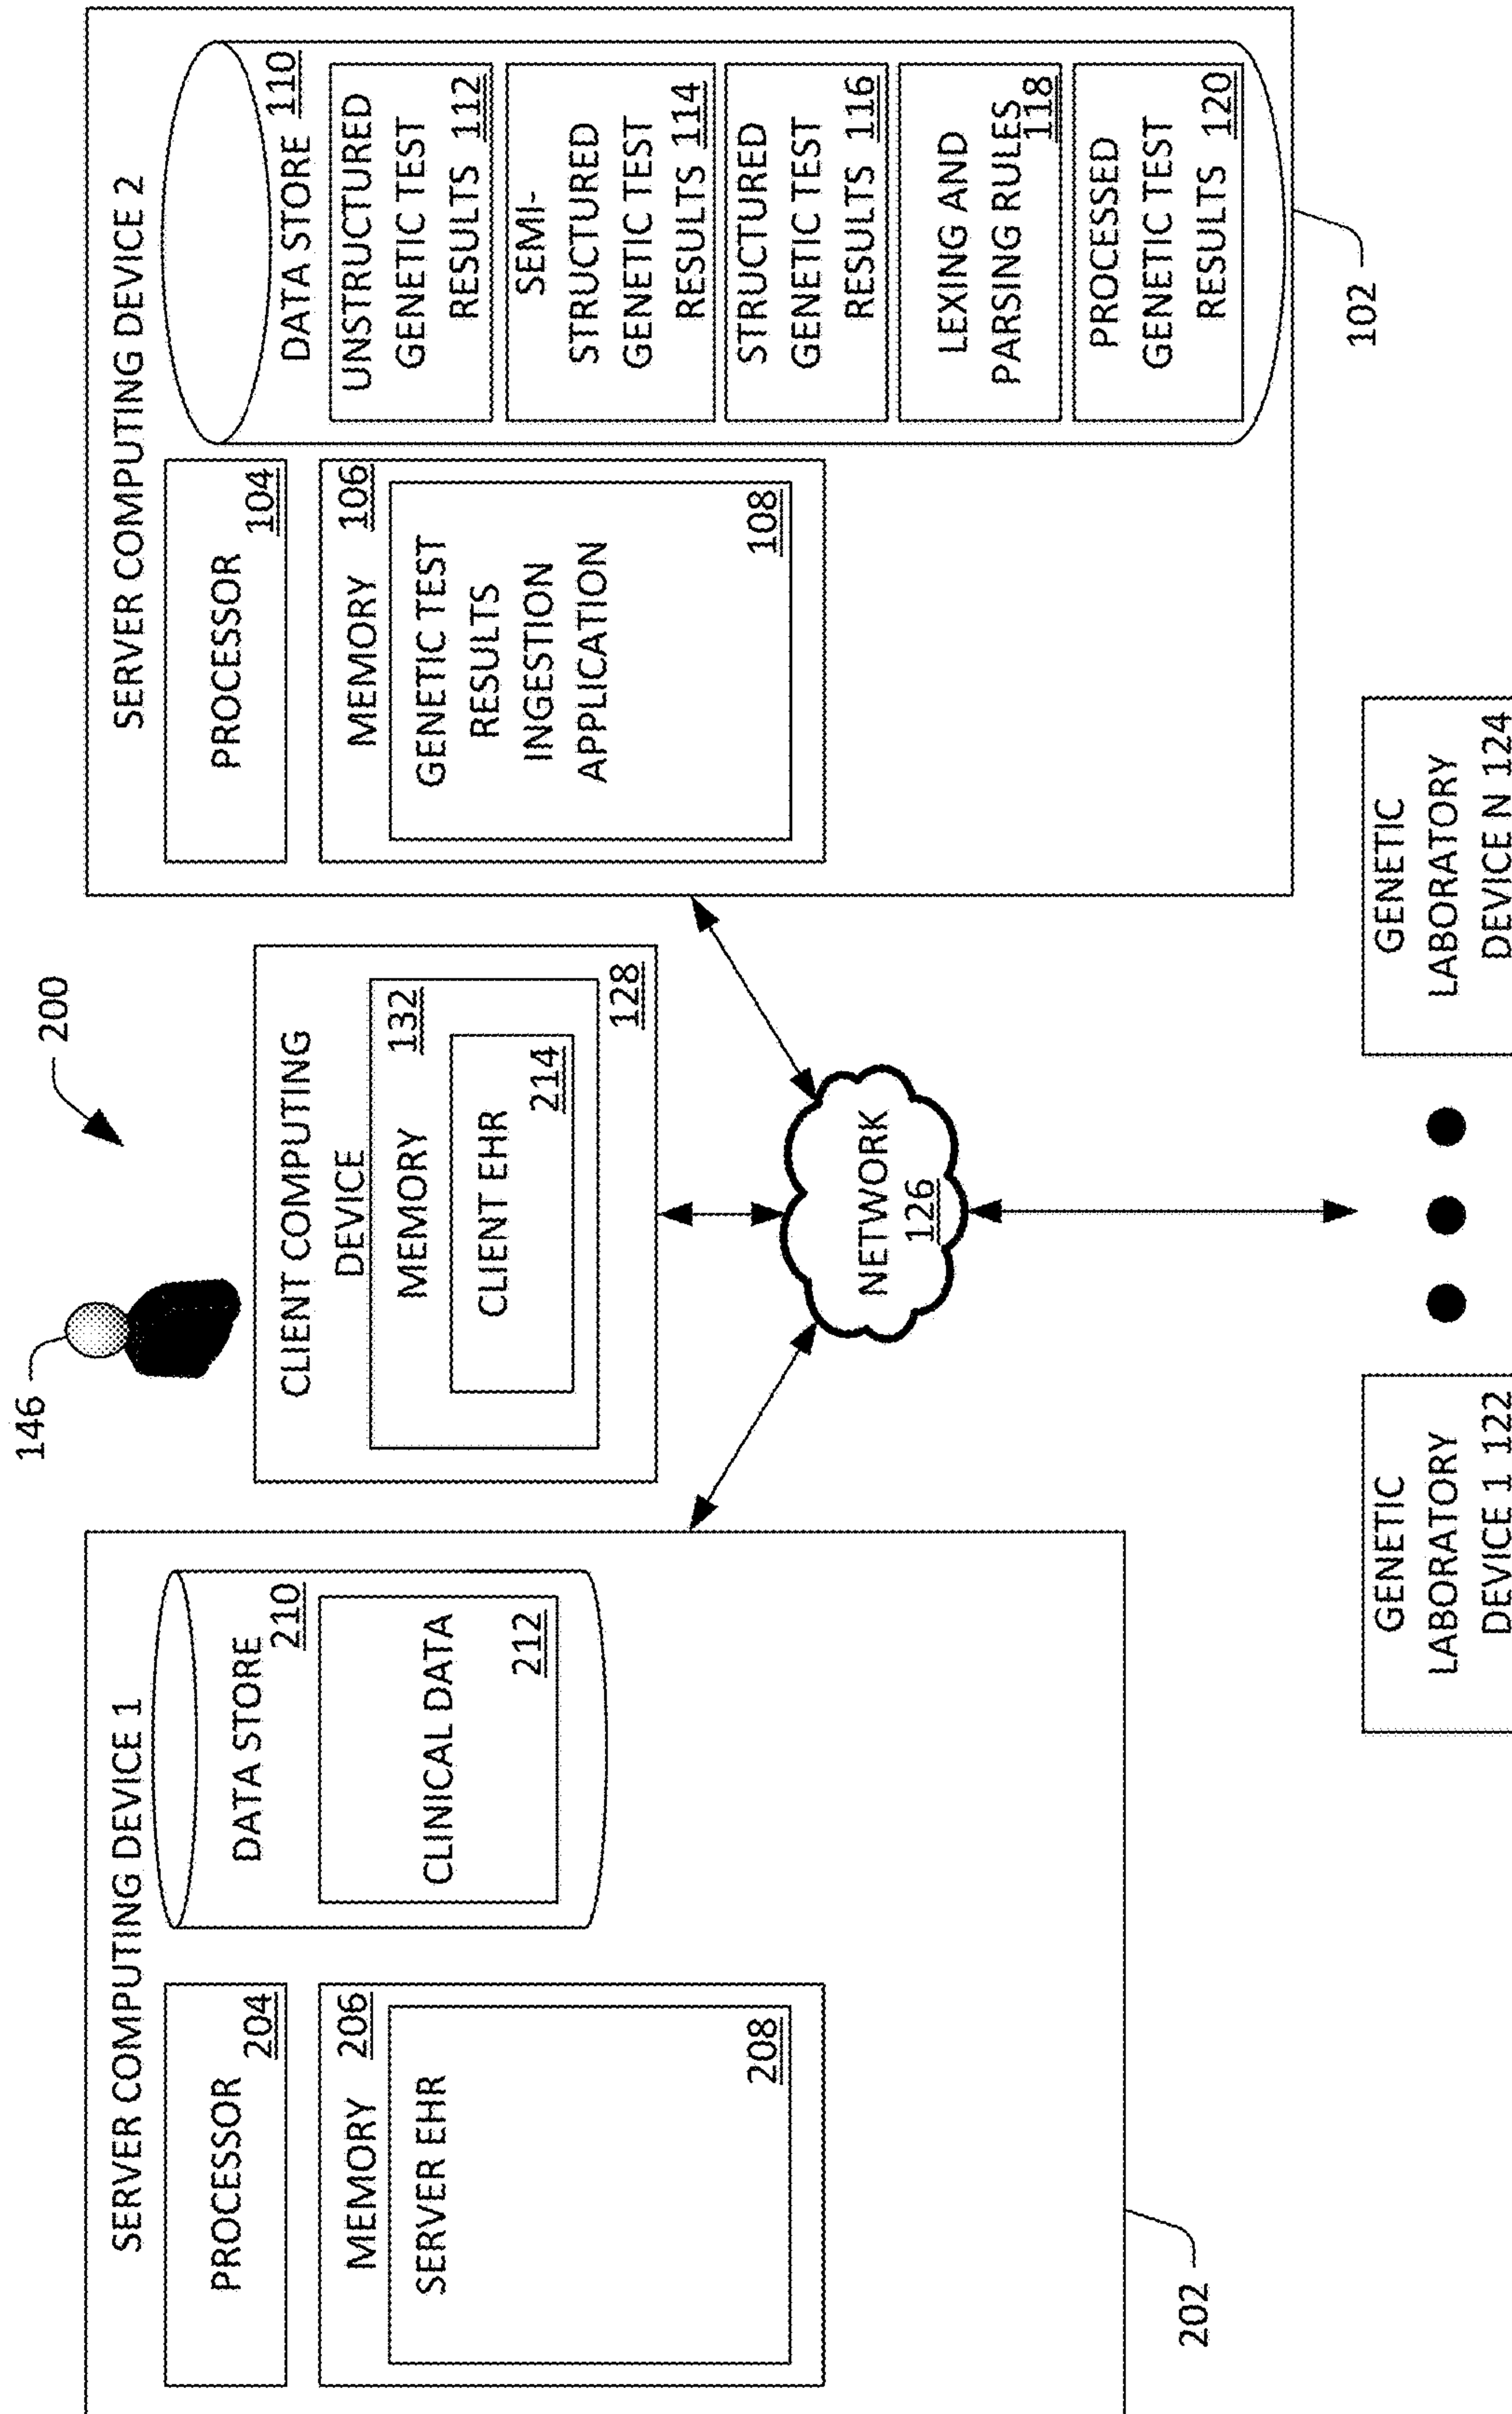 146
200
SERVER COMPUTING DEVICE 1
PROCESSOR
204
MEMORY 206
SERVER EHR
208
DATA STORE
210
CLINICAL DATA
212
202
CLIENT COMPUTING
DEVICE
MEMORY 132
CLIENT EHR
214
128
NETWORK
126
SERVER COMPUTING DEVICE 2
PROCESSOR
104
MEMORY 106
GENETIC TEST
RESULTS
INGESTION
APPLICATION
108
DATA STORE 110
UNSTRUCTURED
GENETIC TEST
RESULTS 112
SEMI-
STRUCTURED
GENETIC TEST
RESULTS 114
STRUCTURED
GENETIC TEST
RESULTS 116
LEXING AND
PARSING RULES
118
PROCESSED
GENETIC TEST
RESULTS 120
102
GENETIC
LABORATORY
DEVICE 1 122
GENETIC
LABORATORY
DEVICE N 124